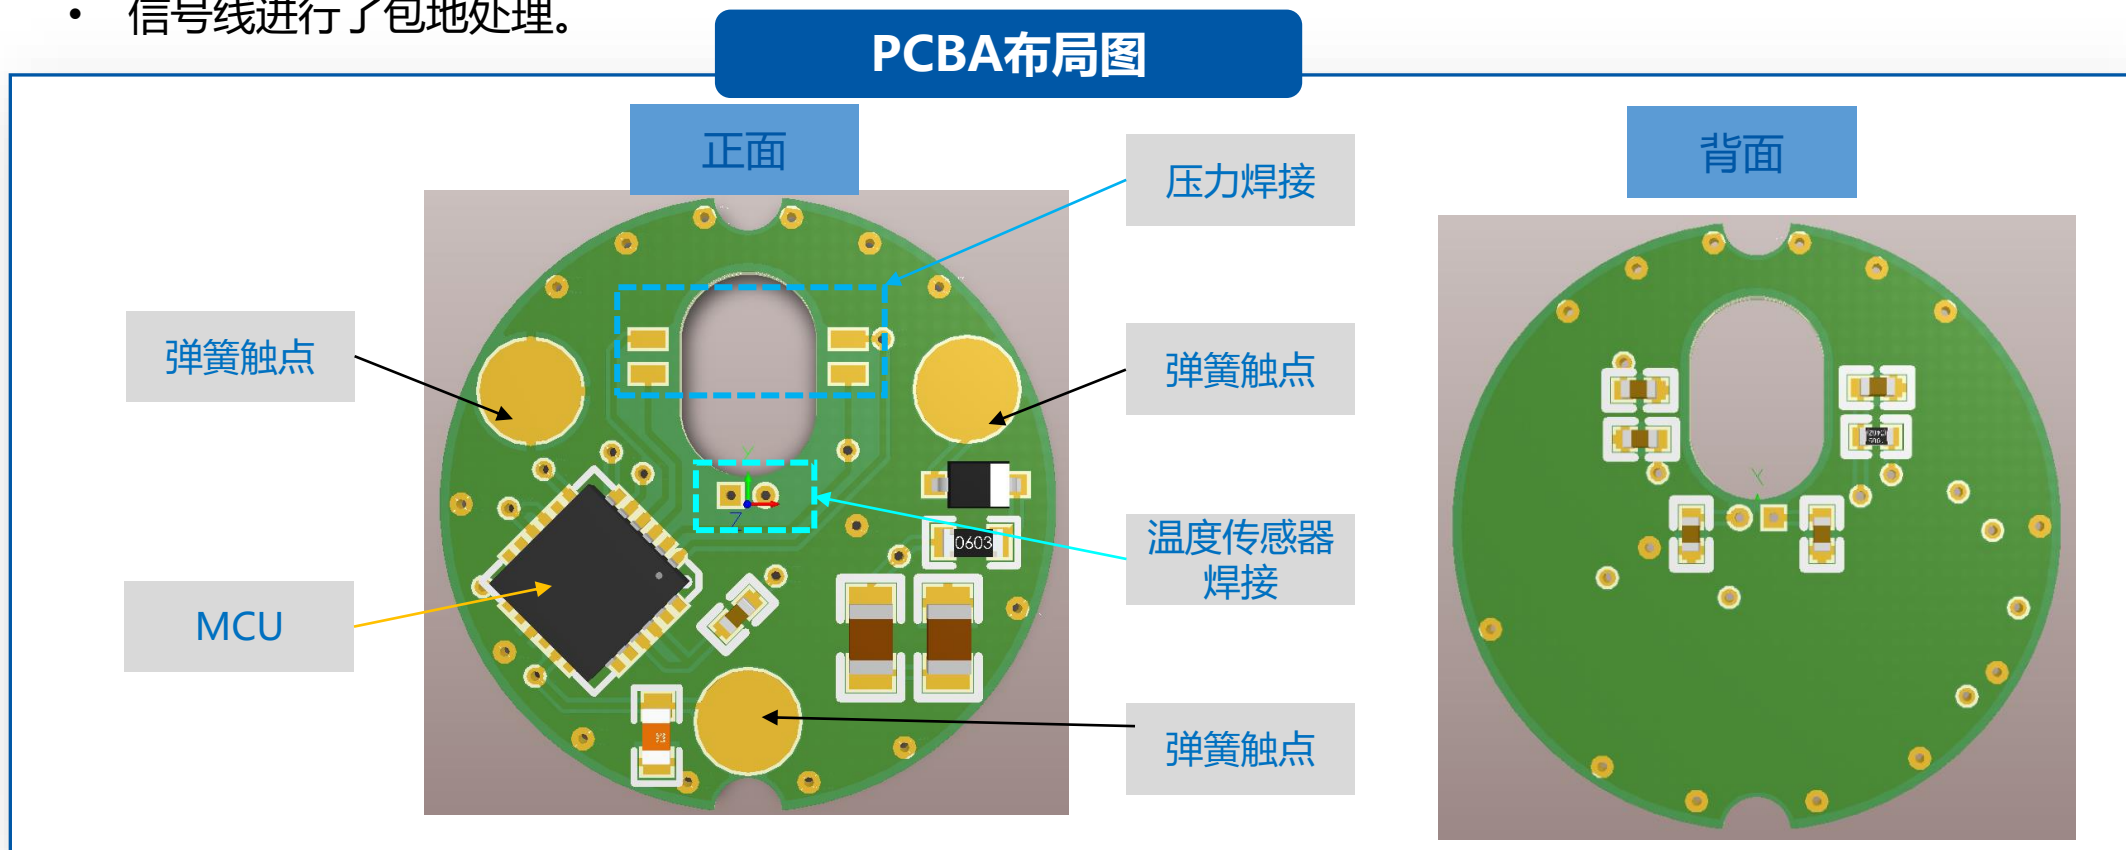 • 信号线进行了包地处理。
PCBA布局图
正面
背面
压力焊接
弹簧触点
弹簧触点
温度传感器
焊接
MCU
弹簧触点
0603
Y
Z
Y